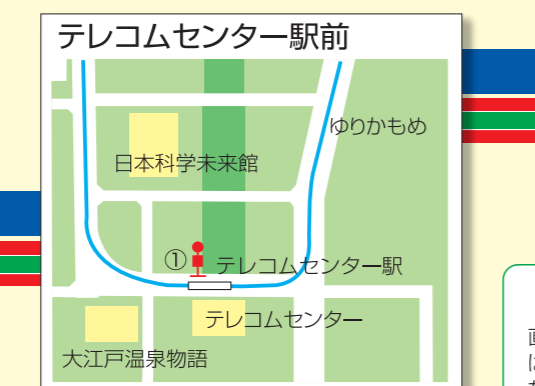 テレコムセンター駅前
ゆりかもめ
日本科学未来館
① テレコムセンター駅
テレコムセンター
大江戸温泉物語